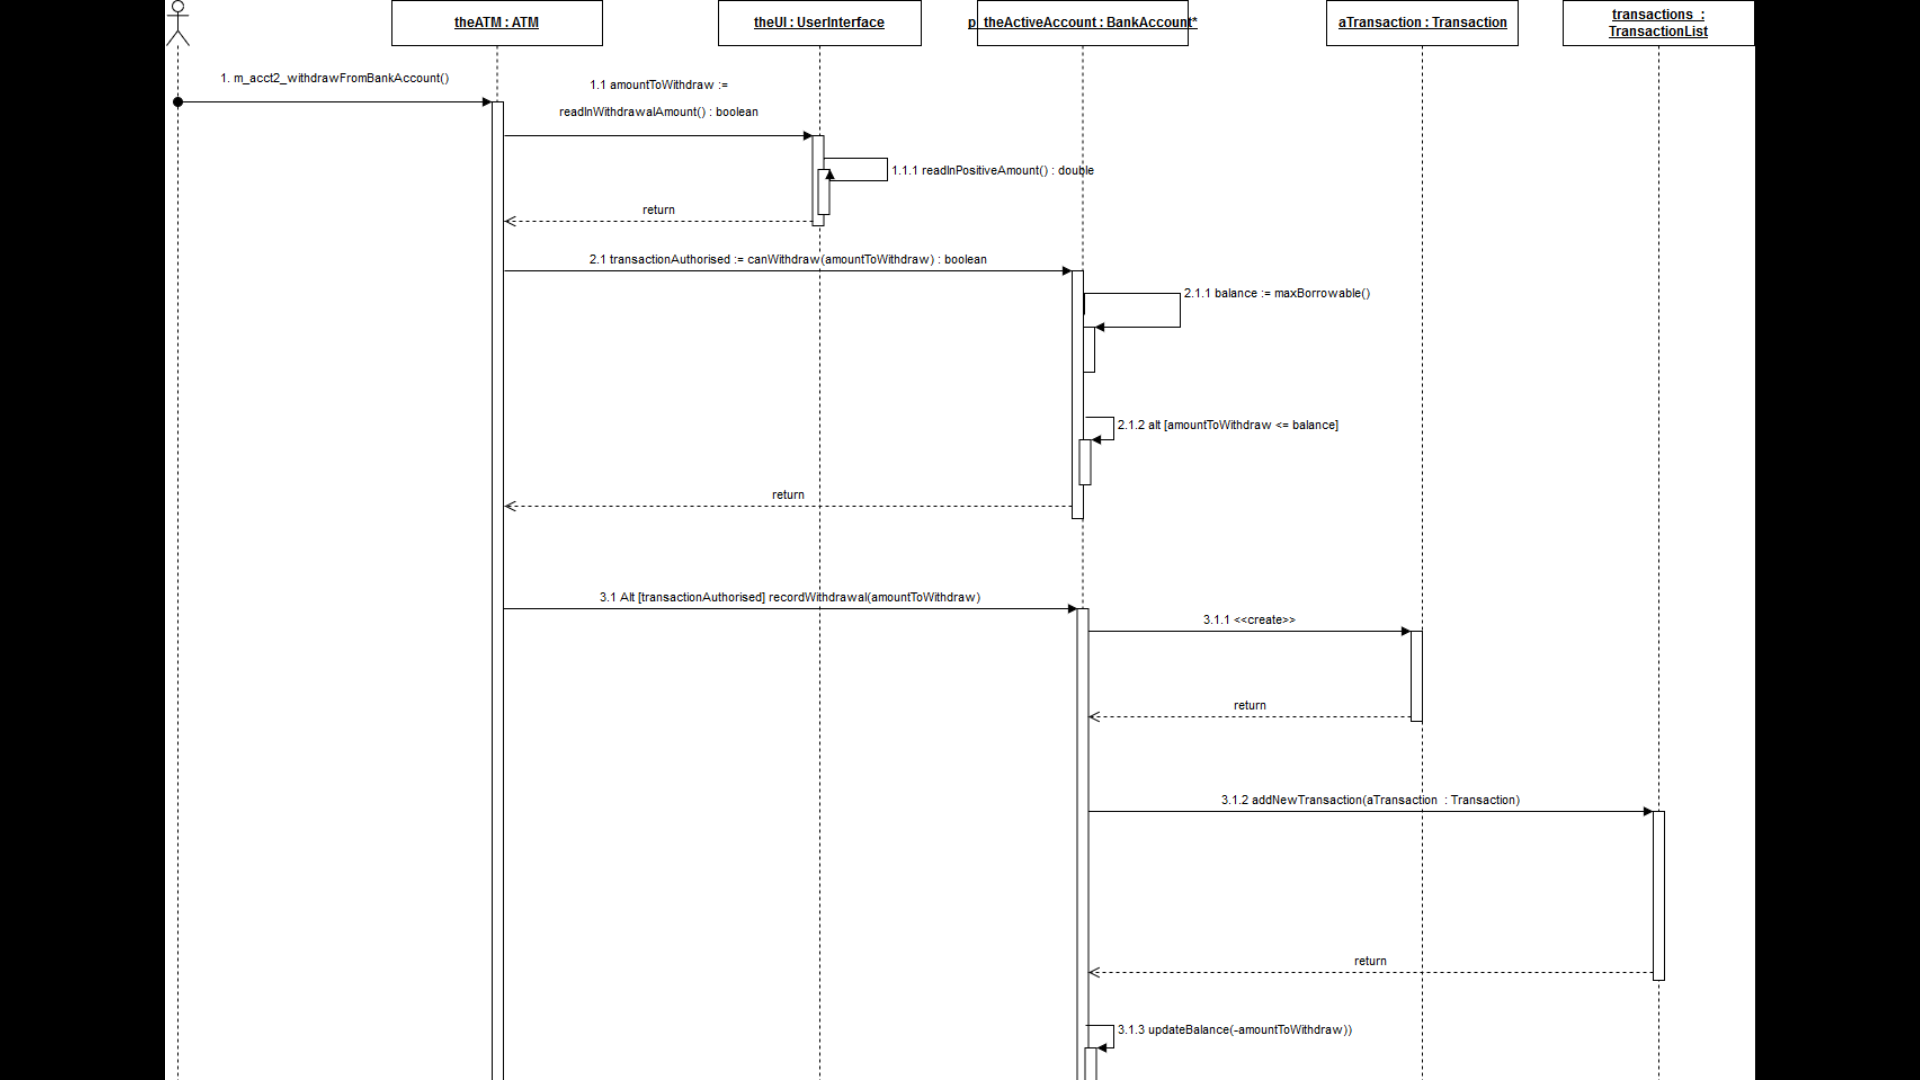 theATM : ATM
theUI : UserInterface
p_theActiveAccount : BankAccount*
aTransaction : Transaction
transactions :
TransactionList
1. m_acct2_withdrawFromBankAccount()
1.1 amountToWithdraw :=
readInWithdrawalAmount() : boolean
1.1.1 readInPositiveAmount() : double
return
2.1 transactionAuthorised := canWithdraw(amountToWithdraw) : boolean
2.1.1 balance := maxBorrowable()
2.1.2 alt [amountToWithdraw <= balance]
return
3.1 Alt [transactionAuthorised] recordWithdrawal(amountToWithdraw)
3.1.1 <<create>>
return
3.1.2 addNewTransaction(aTransaction : Transaction)
return
3.1.3 updateBalance(-amountToWithdraw))